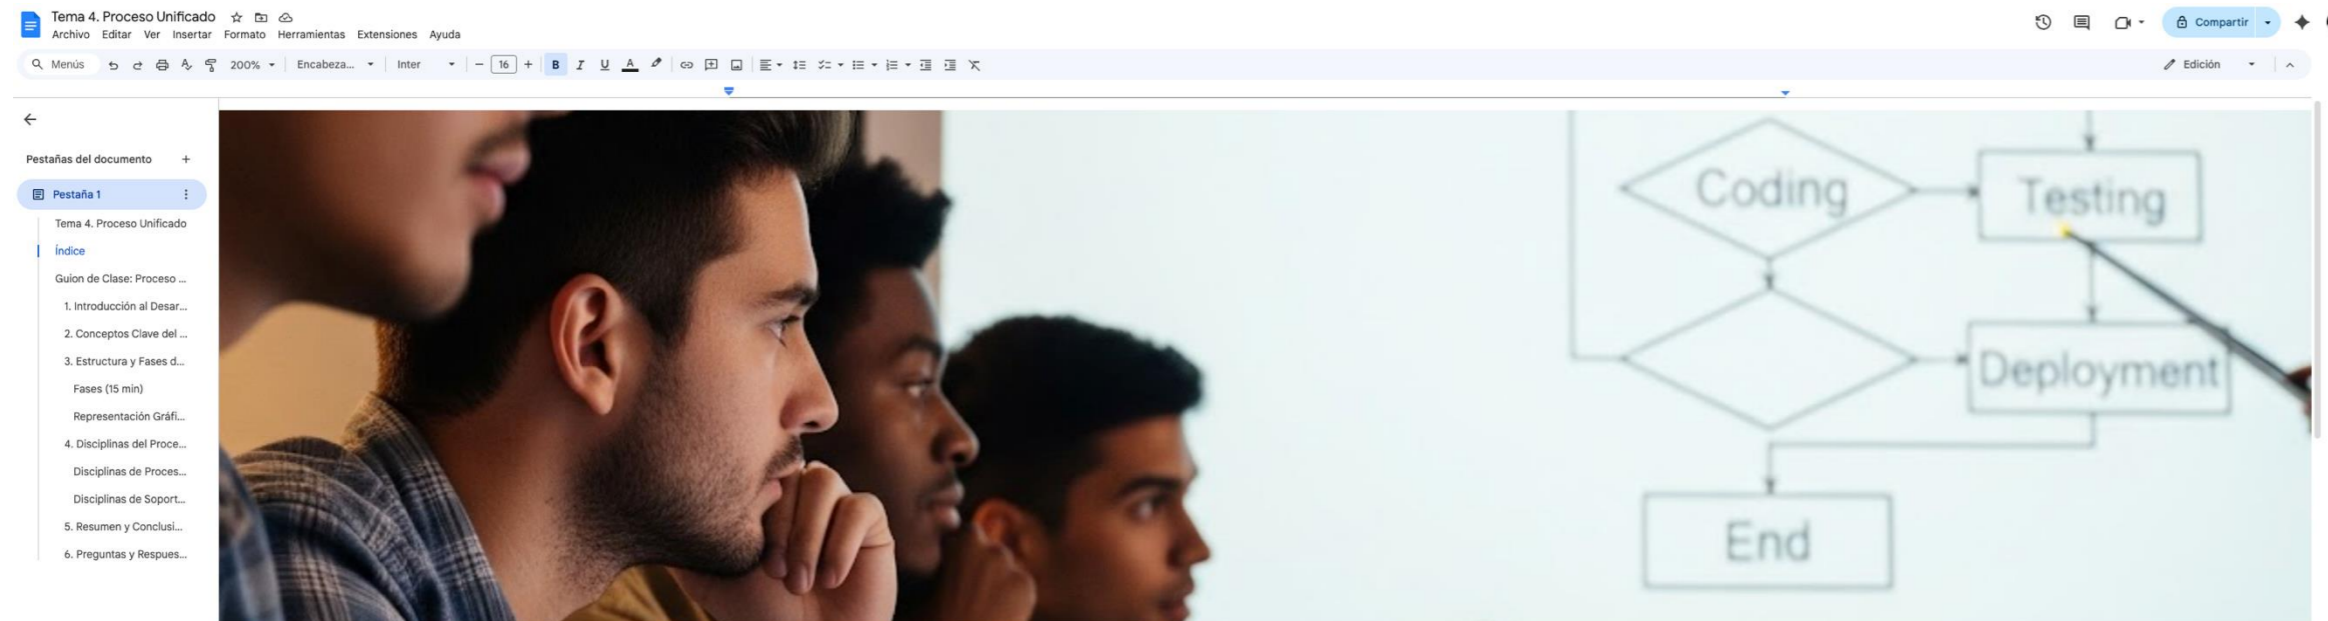 Tema 4. Proceso Unificado
Archivo Editar Ver Insertar Formato Herramientas Extensiones Ayuda
Compartir
Menús 200% Encabeza... Inter 16 B I U A
Edición
Pestañas del documento
Pestaña 1
Tema 4. Proceso Unificado
Índice
Guion de Clase: Proceso ...
1. Introducción al Desar...
2. Conceptos Clave del ...
3. Estructura y Fases d...
Fases (15 min)
Representación Gráfi...
4. Disciplinas del Proce...
Disciplinas de Proces...
Disciplinas de Soport...
5. Resumen y Conclusi...
6. Preguntas y Respues...
Coding
Testing
Deployment
End